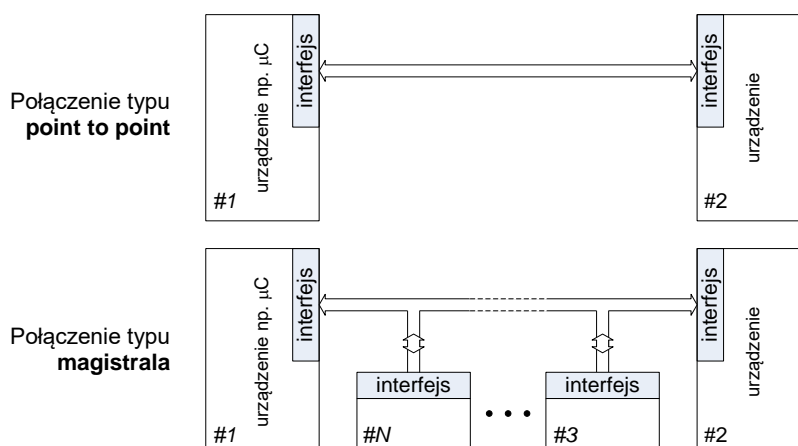 Połączenie typu
point to point
urządzenie np. μC
interfejs
#1
interfejs
urządzenie
#2
Połączenie typu
magistrala
urządzenie np. μC
interfejs
#1
interfejs
#N
• • •
interfejs
#3
interfejs
urządzenie
#2